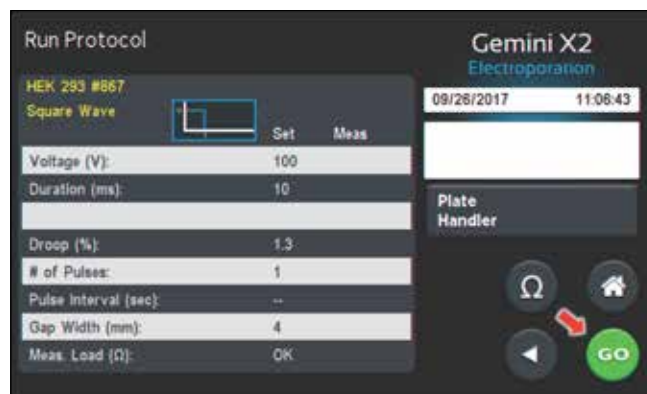 Run Protocol
Gemini X2
Electroporation
HEK 293 #867
Square Wave
09/26/2017 11:06:43
Set Meas
Voltage (V): 100
Duration (ms): 10
Plate
Handler
Droop (%): 1.3
# of Pulses: 1
Pulse Interval (sec): --
Gap Width (mm): 4
Meas. Load (Ω): OK
Ω
GO